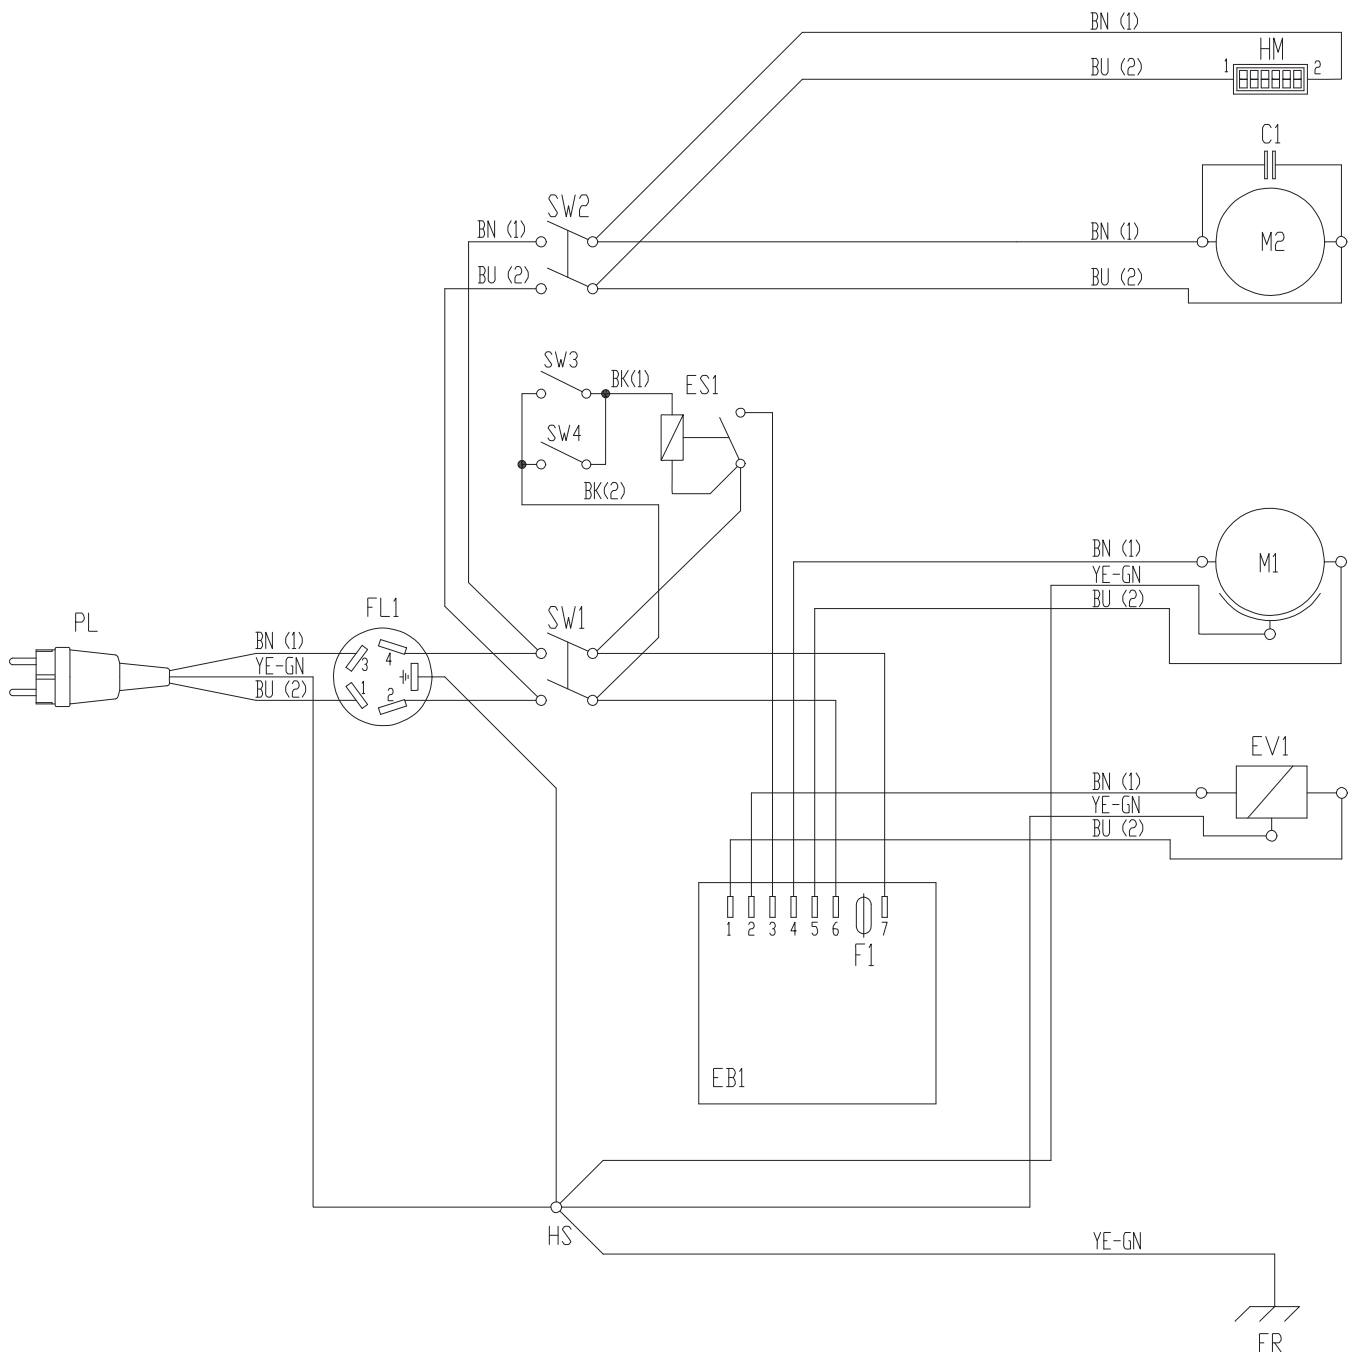 BN (1)
HM
1
2
BU (2)
C1
SW2
BN (1)
BN (1)
M2
BU (2)
BU (2)
SW3
BK(1)
ES1
SW4
BK(2)
BN (1)
M1
YE-GN
BU (2)
PL
FL1
SW1
BN (1)
3
4
YE-GN
BU (2)
1
2
EV1
BN (1)
YE-GN
BU (2)
1 2 3 4 5 6 7
F1
EB1
HS
YE-GN
FR